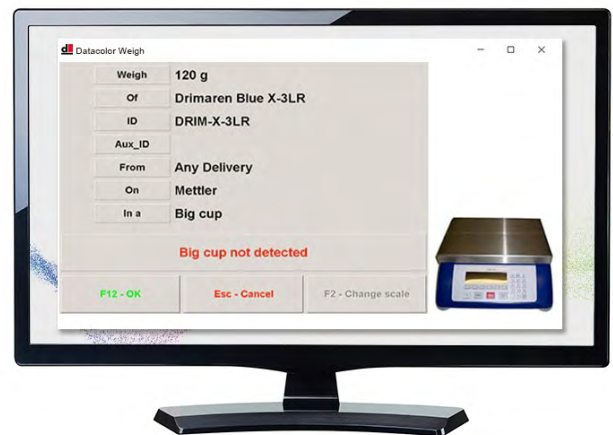 Datacolor Weigh
Weigh 120 g
Of Drimaren Blue X-3LR
ID DRIM-X-3LR
Aux_ID
From Any Delivery
On Mettler
In a Big cup
Big cup not detected
F12 - OK Esc - Cancel F2 - Change scale